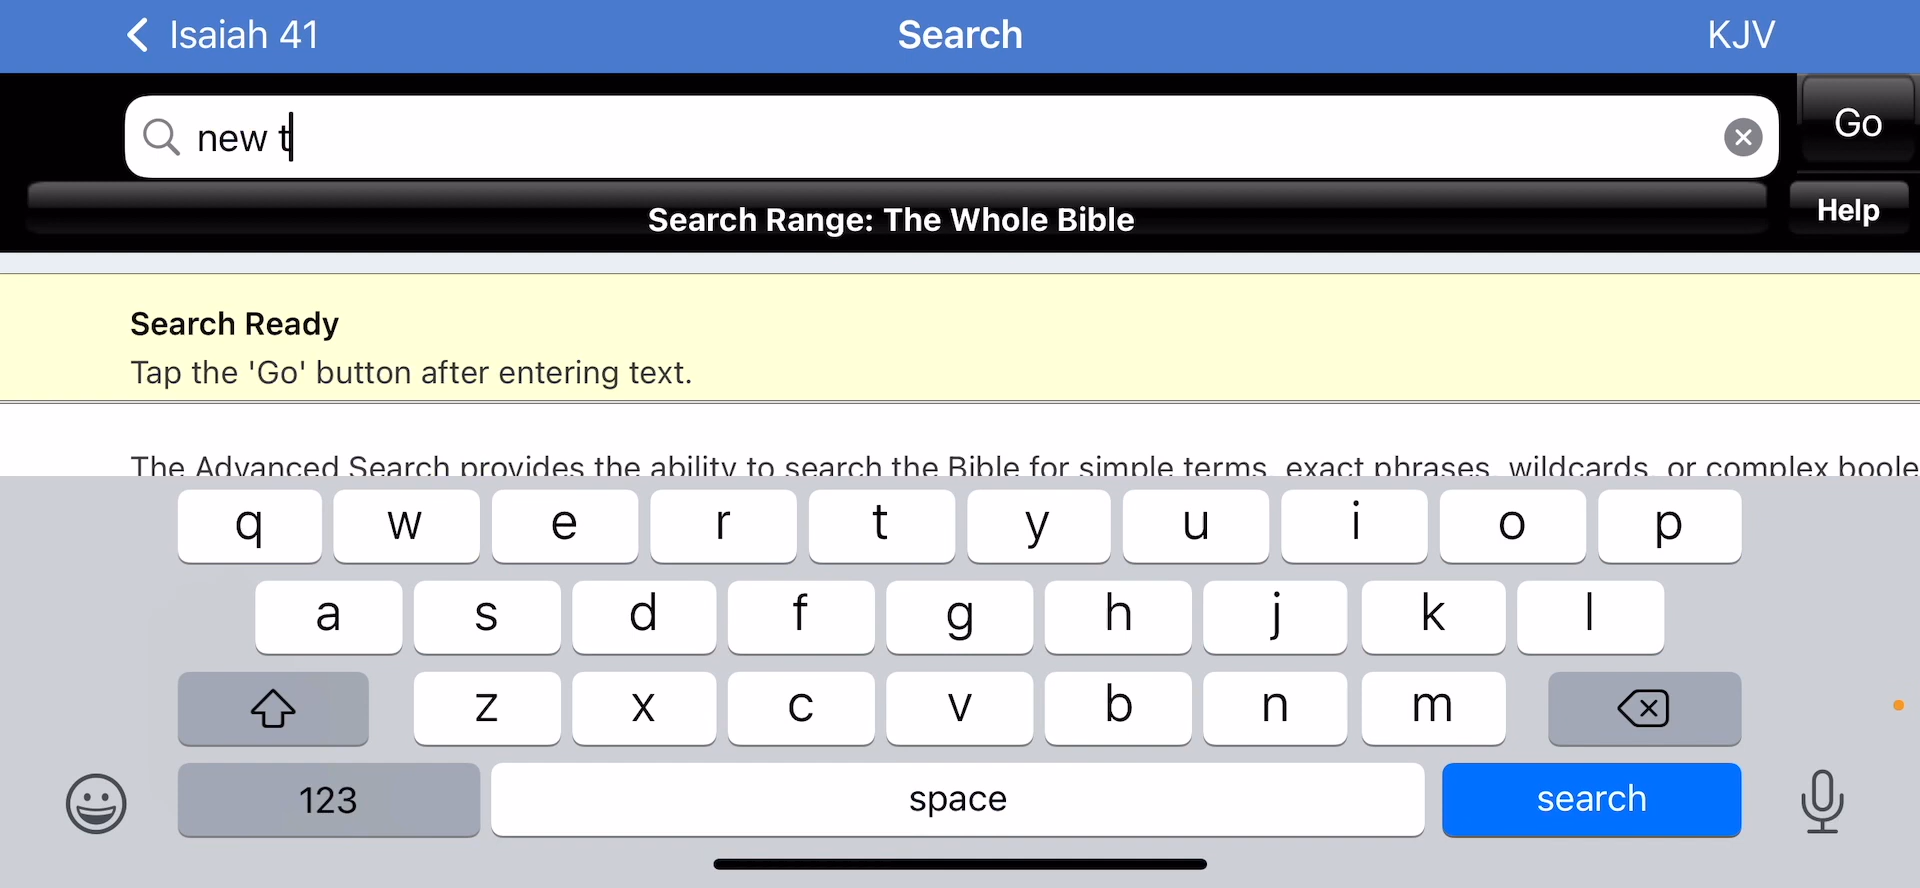 Isaiah 41 Search KJV
new t Go
Search Range: The Whole Bible Help
Search Ready
Tap the 'Go' button after entering text.
The Advanced Search provides the ability to search the Bible for simple terms, exact phrases, wildcards, or complex boole
q w e r t y u i o p
a s d f g h j k l
z x c v b n m
123 space search